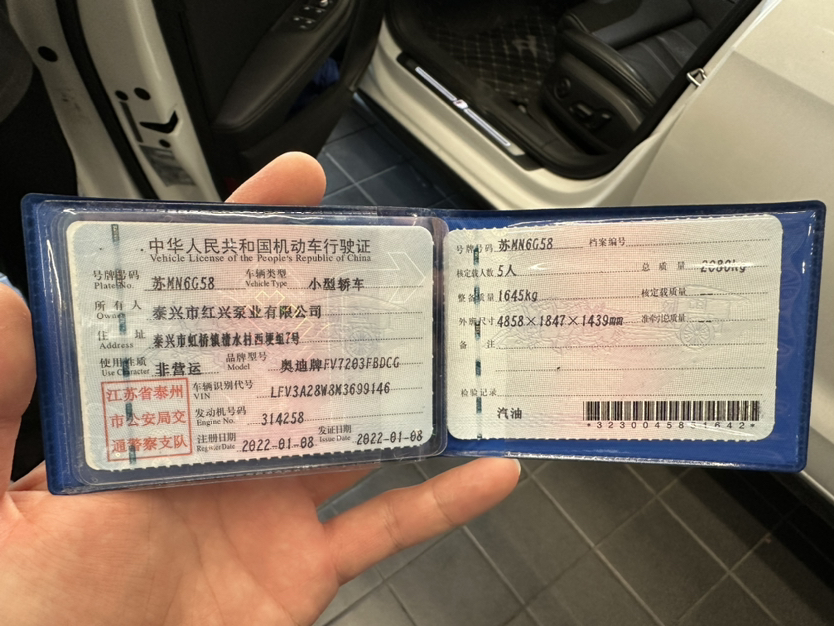 中华人民共和国机动车行驶证
Vehicle License of the People's Republic of China
号牌号码 苏MN6G58 车辆类型 小型轿车
Plate No. Vehicle Type
所有人 泰兴市红兴泵业有限公司
Owner
住址 泰兴市虹桥镇清水村西埂组7号
Address
使用性质 非营运 品牌型号 奥迪牌FV7203FBDCG
Use Character Model
江苏省泰州
市公安局交
通警察支队
车辆识别代号 LFV3A28W8M3699146
VIN
发动机号码 314258
Engine No.
注册日期 2022-01-08 发证日期 2022-01-08
Register Date Issue Date
号牌号码 苏MN6G58 档案编号
核定载人数 5人 总质量 2080kg
整备质量 1645kg 核定载质量 --
外廓尺寸 4858×1847×1439mm 准牵引总质量 --
备注
检验记录
汽油